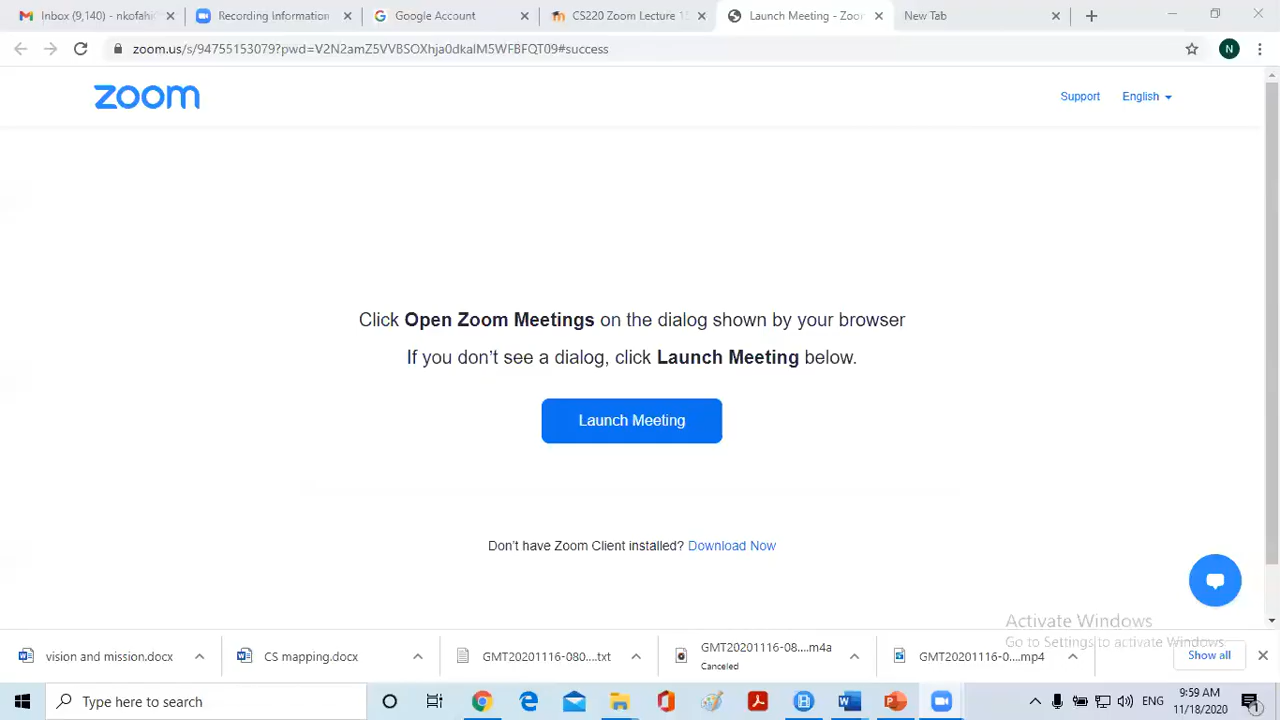 Inbox (9,140) - nkofahi
Recording Information
Google Account
CS220 Zoom Lecture 15
Launch Meeting - Zoom
New Tab
zoom.us/s/94755153079?pwd=V2N2amZ5VVBSOXhja0dkalM5WFBFQT09#success
N
zoom
Support
English
Click Open Zoom Meetings on the dialog shown by your browser
If you don't see a dialog, click Launch Meeting below.
Launch Meeting
Don't have Zoom Client installed? Download Now
Activate Windows
Go to Settings to activate Windows.
vision and mission.docx
CS mapping.docx
GMT20201116-080....txt
GMT20201116-08....m4a
Canceled
GMT20201116-0....mp4
Show all
Type here to search
ENG
9:59 AM
11/18/2020
1